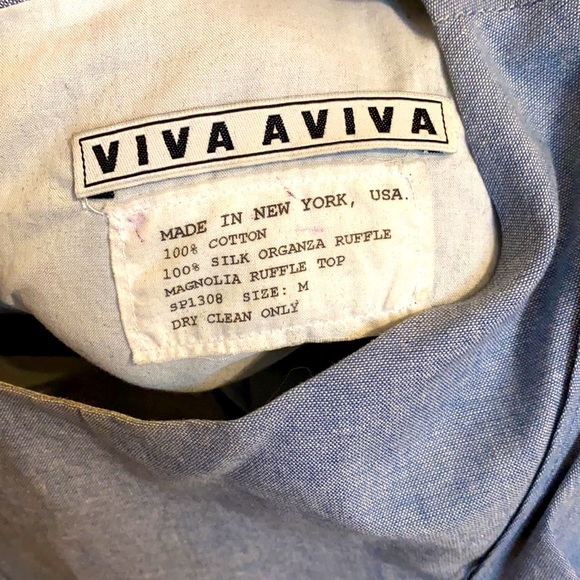 VIVA AVIVA
MADE IN NEW YORK, USA.
100% COTTON
100% SILK ORGANZA RUFFLE
MAGNOLIA RUFFLE TOP
SP1308 SIZE: M
DRY CLEAN ONLY